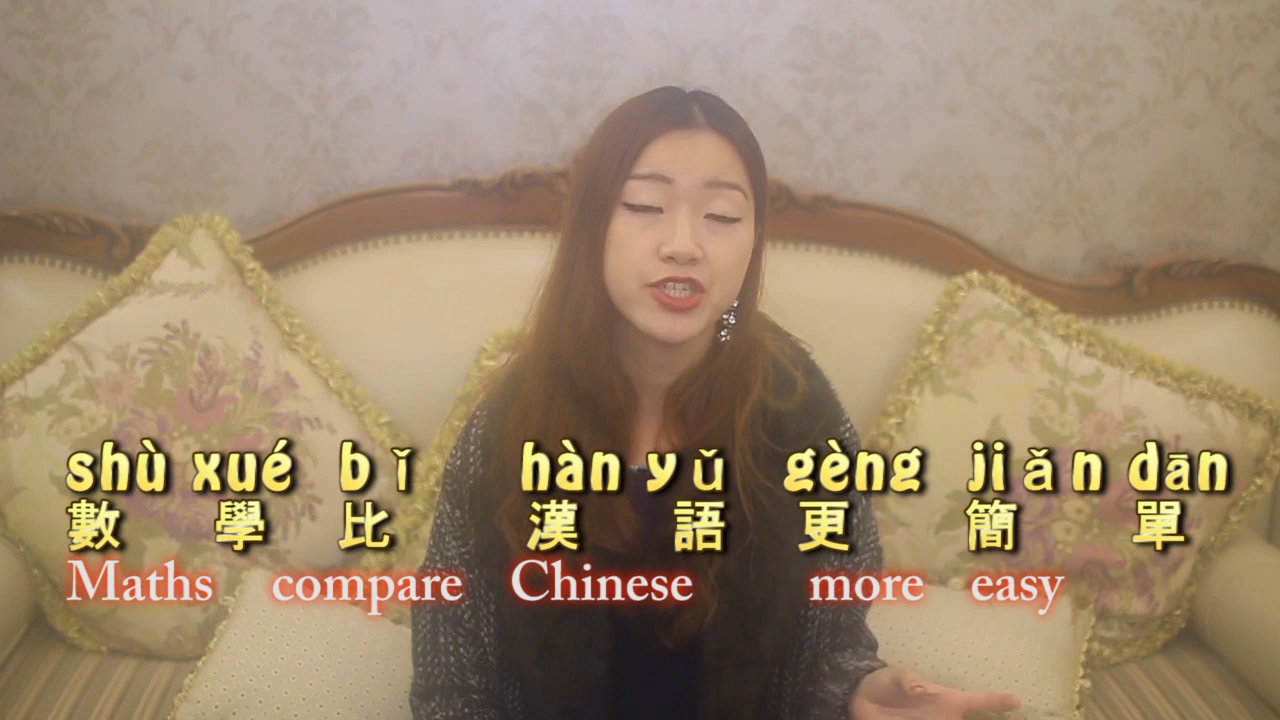 shù xué bǐ hàn yǔ gèng jiǎn dān
數學比漢語更簡單
Maths compare Chinese more easy